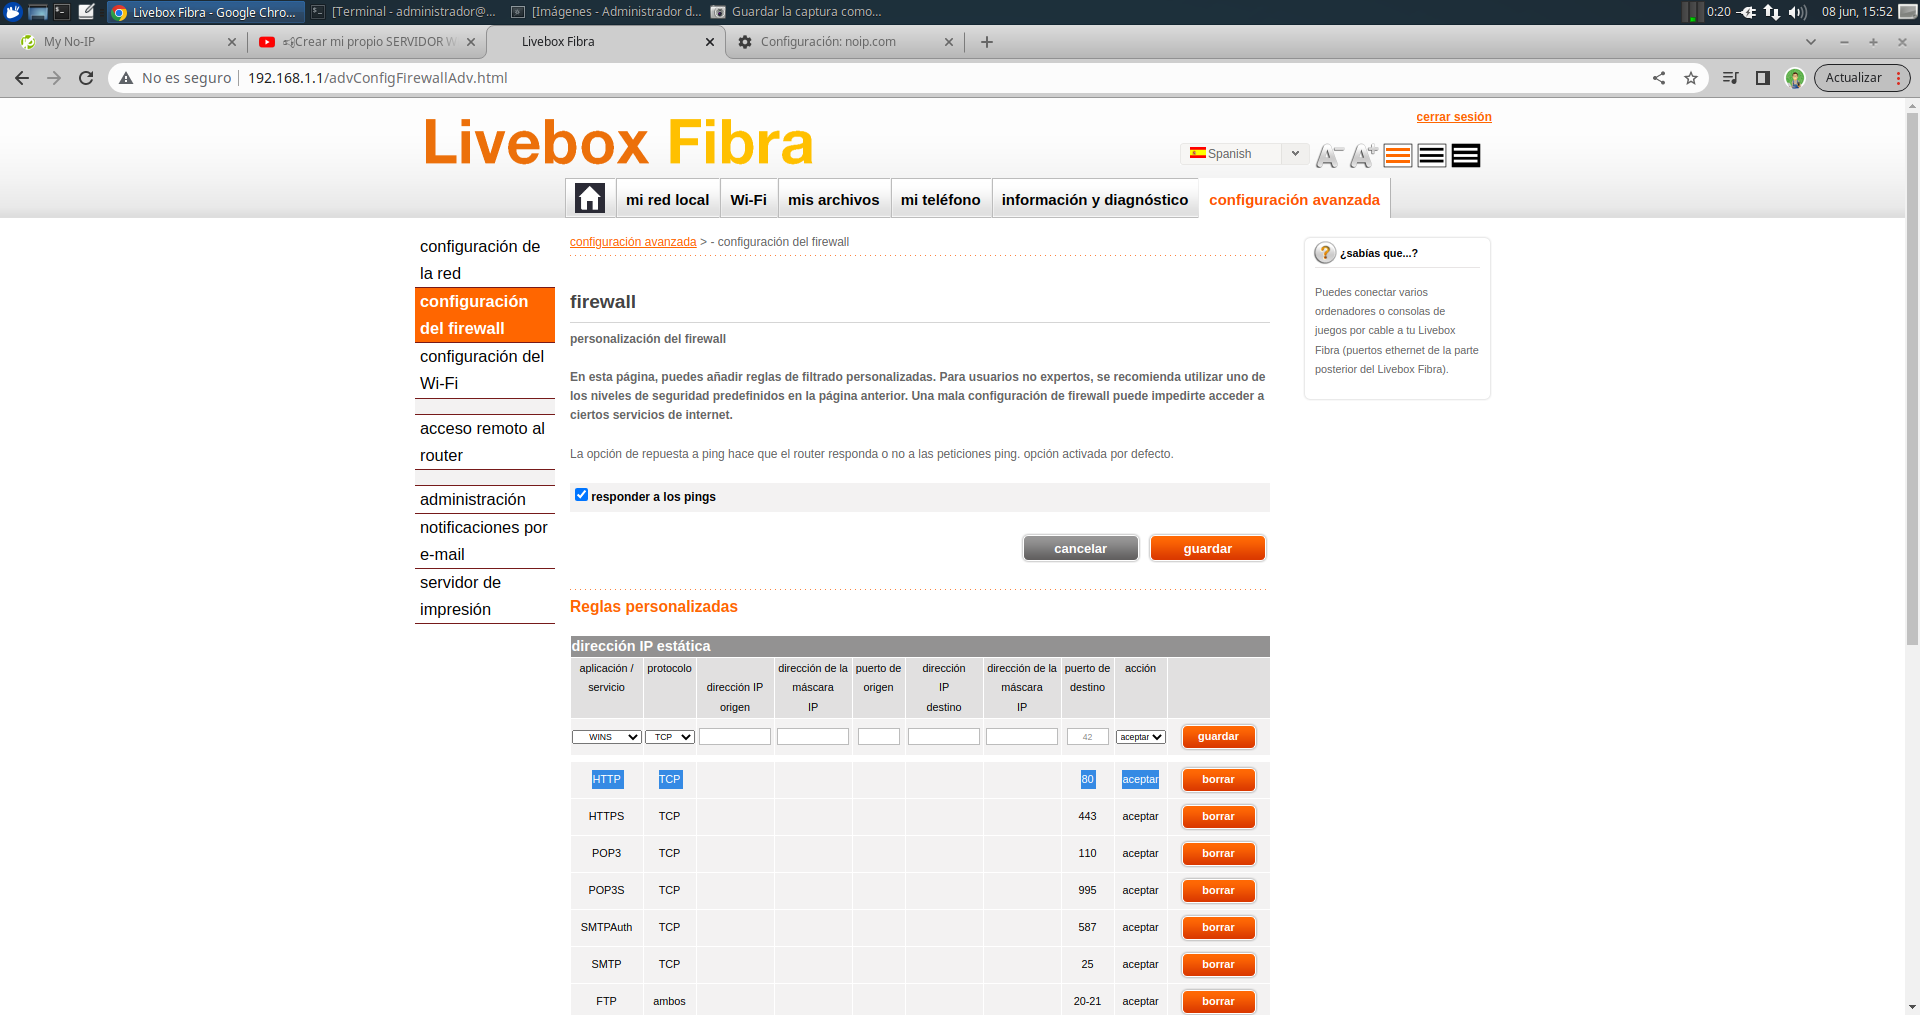 Livebox Fibra - Google Chro...
[Terminal - administrador@...
[Imágenes - Administrador d...
Guardar la captura como...
0:20
08 jun, 15:52
My No-IP
Crear mi propio SERVIDOR W
Livebox Fibra
Configuración: noip.com
No es seguro
192.168.1.1/advConfigFirewallAdv.html
Actualizar
Livebox Fibra
cerrar sesión
Spanish
A- A+
mi red local
Wi-Fi
mis archivos
mi teléfono
información y diagnóstico
configuración avanzada
configuración de
la red
configuración
del firewall
configuración del
Wi-Fi
acceso remoto al
router
administración
notificaciones por
e-mail
servidor de
impresión
configuración avanzada > - configuración del firewall
firewall
personalización del firewall
En esta página, puedes añadir reglas de filtrado personalizadas. Para usuarios no expertos, se recomienda utilizar uno de
los niveles de seguridad predefinidos en la página anterior. Una mala configuración de firewall puede impedirte acceder a
ciertos servicios de internet.
La opción de repuesta a ping hace que el router responda o no a las peticiones ping. opción activada por defecto.
responder a los pings
cancelar
guardar
¿sabías que...?
Puedes conectar varios
ordenadores o consolas de
juegos por cable a tu Livebox
Fibra (puertos ethernet de la parte
posterior del Livebox Fibra).
Reglas personalizadas
dirección IP estática
aplicación / servicio protocolo dirección IP origen dirección de la máscara IP puerto de origen dirección IP destino dirección de la máscara IP puerto de destino acción
WINS TCP 42 aceptar guardar
HTTP TCP 80 aceptar borrar
HTTPS TCP 443 aceptar borrar
POP3 TCP 110 aceptar borrar
POP3S TCP 995 aceptar borrar
SMTPAuth TCP 587 aceptar borrar
SMTP TCP 25 aceptar borrar
FTP ambos 20-21 aceptar borrar